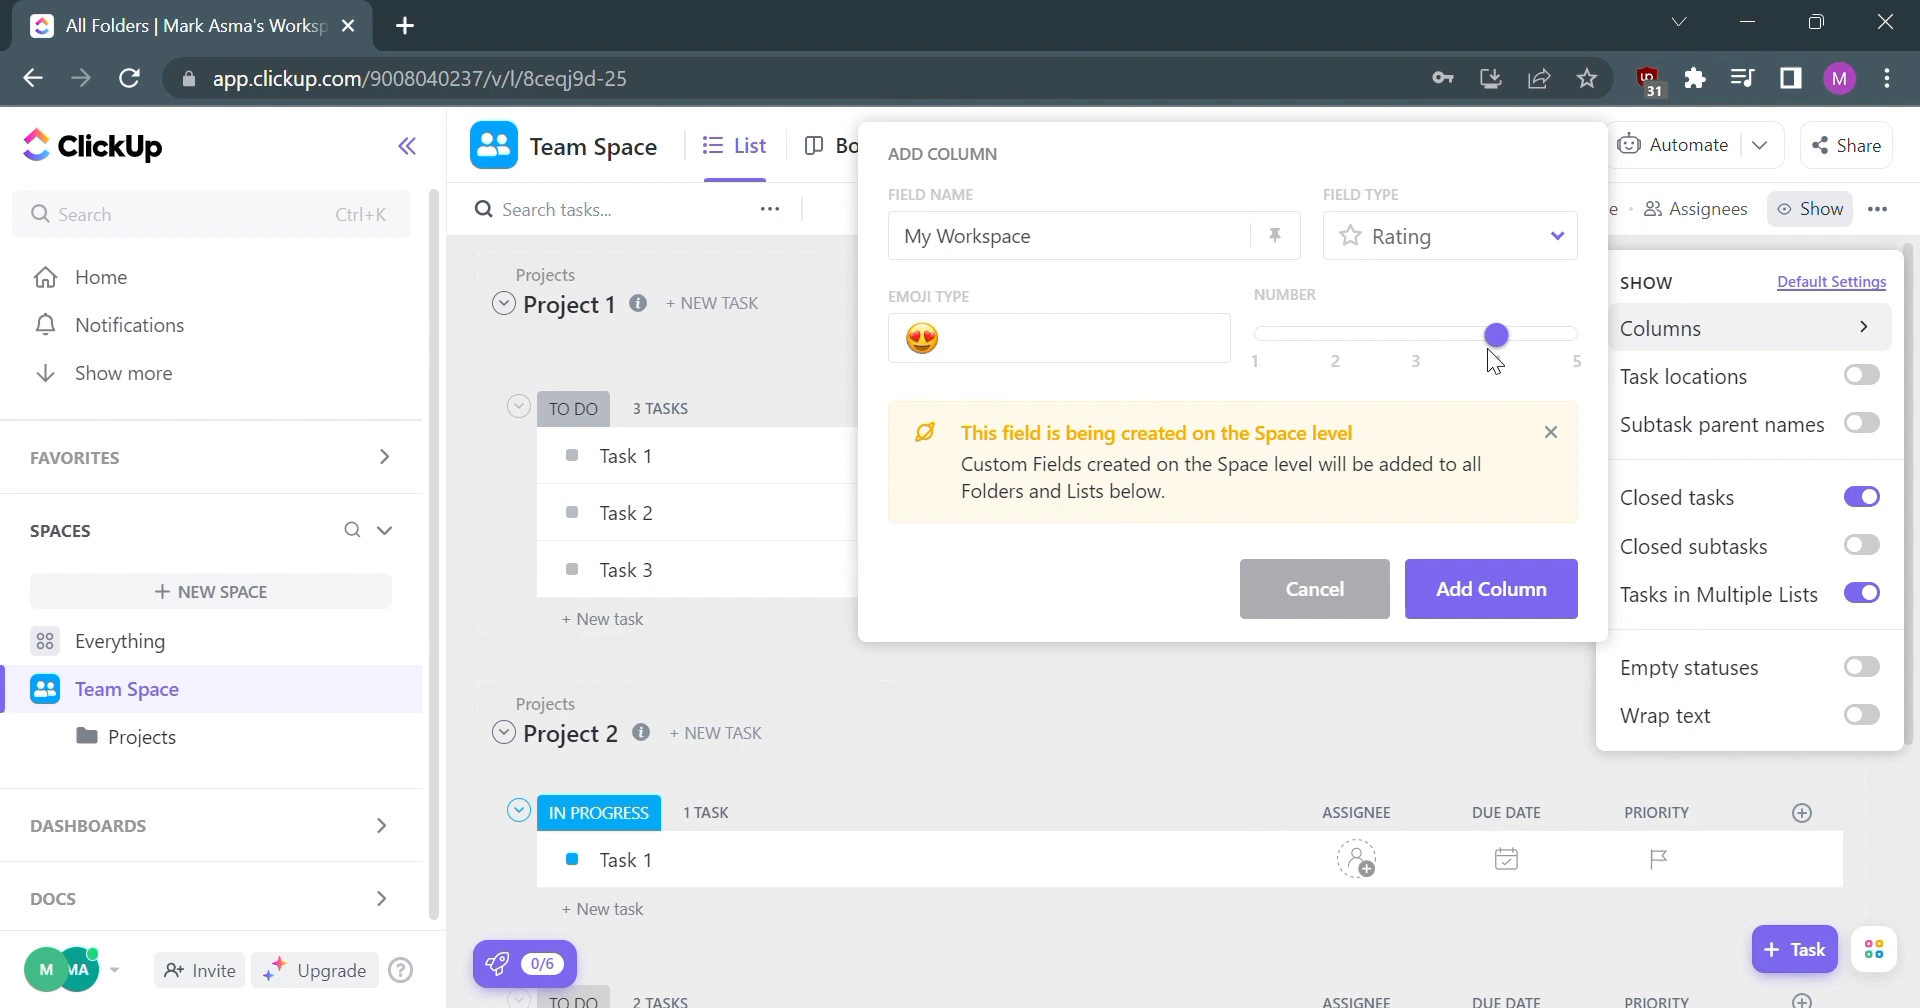 All Folders | Mark Asma's Worksp
app.clickup.com/9008040237/v/l/8ceqj9d-25
31
M
ClickUp
Team Space
List
Bo
Automate
Share
Search
Ctrl+K
Search tasks...
e
Assignees
Show
Home
Notifications
Show more
FAVORITES
SPACES
+ NEW SPACE
Everything
Team Space
Projects
DASHBOARDS
DOCS
M
MA
Invite
Upgrade
?
Projects
Project 1
+ NEW TASK
TO DO
3 TASKS
Task 1
Task 2
Task 3
+ New task
Projects
Project 2
+ NEW TASK
IN PROGRESS
1 TASK
ASSIGNEE
DUE DATE
PRIORITY
Task 1
+ New task
0/6
TO DO
2 TASKS
ASSIGNEE
DUE DATE
PRIORITY
ADD COLUMN
FIELD NAME
FIELD TYPE
My Workspace
Rating
EMOJI TYPE
NUMBER
1 2 3 5
This field is being created on the Space level
Custom Fields created on the Space level will be added to all
Folders and Lists below.
Cancel
Add Column
SHOW
Default Settings
Columns
Task locations
Subtask parent names
Closed tasks
Closed subtasks
Tasks in Multiple Lists
Empty statuses
Wrap text
+ Task